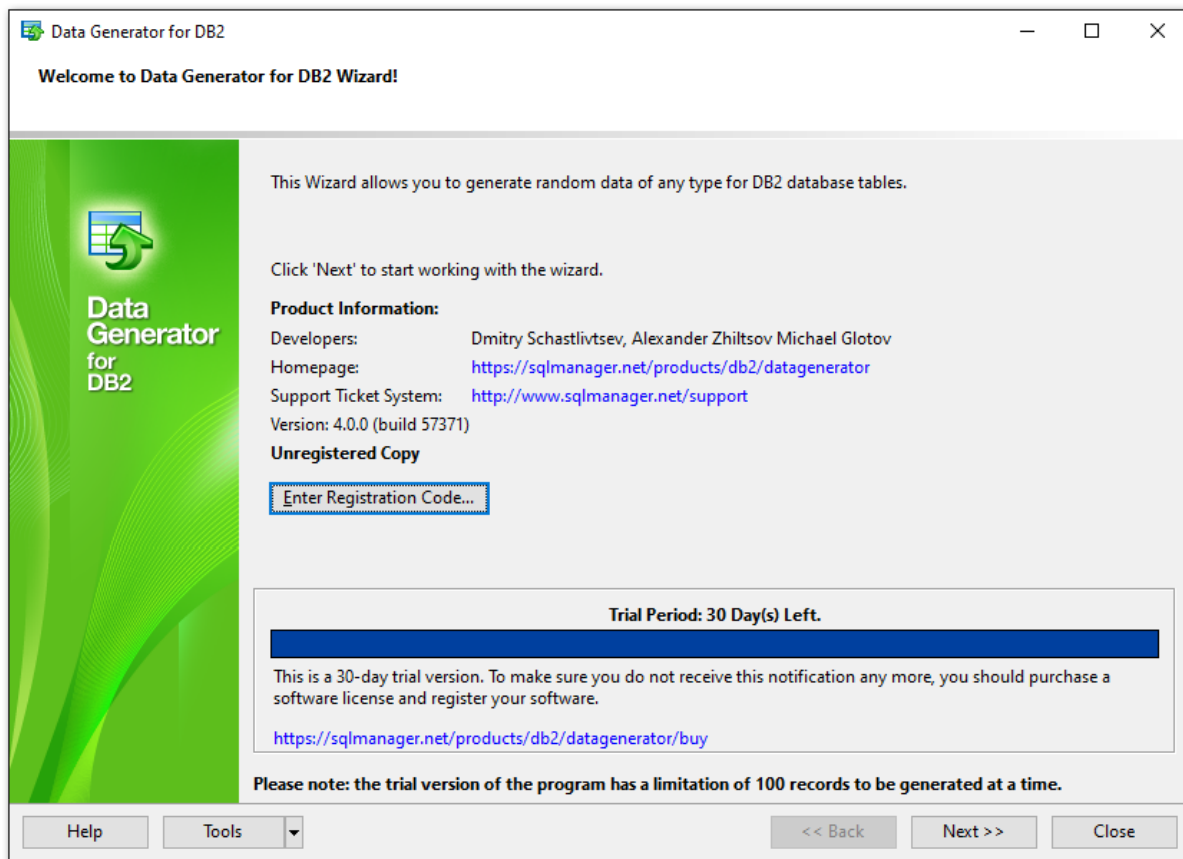 Data Generator for DB2
Welcome to Data Generator for DB2 Wizard!
Data
Generator
for
DB2
This Wizard allows you to generate random data of any type for DB2 database tables.
Click 'Next' to start working with the wizard.
Product Information:
Developers: Dmitry Schastlivtsev, Alexander Zhiltsov Michael Glotov
Homepage: https://sqlmanager.net/products/db2/datagenerator
Support Ticket System: http://www.sqlmanager.net/support
Version: 4.0.0 (build 57371)
Unregistered Copy
Enter Registration Code...
Trial Period: 30 Day(s) Left.
This is a 30-day trial version. To make sure you do not receive this notification any more, you should purchase a
software license and register your software.
https://sqlmanager.net/products/db2/datagenerator/buy
Please note: the trial version of the program has a limitation of 100 records to be generated at a time.
Help Tools << Back Next >> Close